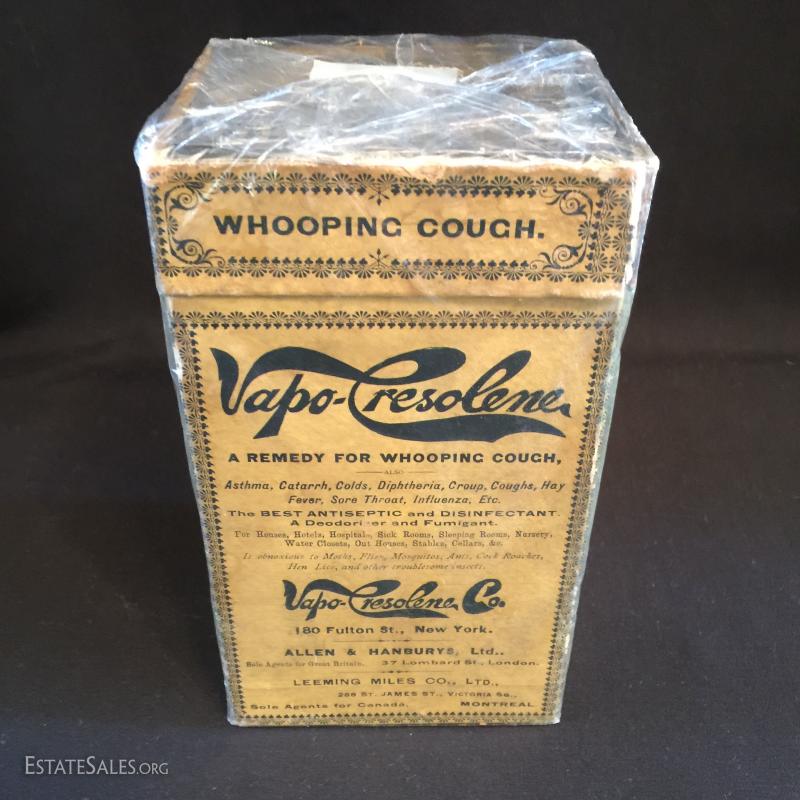 WHOOPING COUGH.
Vapo-Cresolene
A REMEDY FOR WHOOPING COUGH,
ALSO
Asthma, Catarrh, Colds, Diphtheria, Croup, Coughs, Hay
Fever, Sore Throat, Influenza, Etc.
The BEST ANTISEPTIC and DISINFECTANT.
A Deodorizer and Fumigant.
For Houses, Hotels, Hospitals, Sick Rooms, Sleeping Rooms, Nursery,
Water Closets, Out Houses, Stables, Cellars, &c.
It is obnoxious to Moths, Flies, Mosquitos, Ants, Cock Roaches,
Hen Lice, and other troublesome insects.
Vapo-Cresolene Co.
180 Fulton St., New York.
ALLEN & HANBURYS, Ltd.,
Sole Agents for Great Britain. 37 Lombard St., London.
LEEMING MILES CO., LTD.,
286 ST. JAMES ST., VICTORIA SQ.,
Sole Agents for Canada, MONTREAL
ESTATESALES.ORG